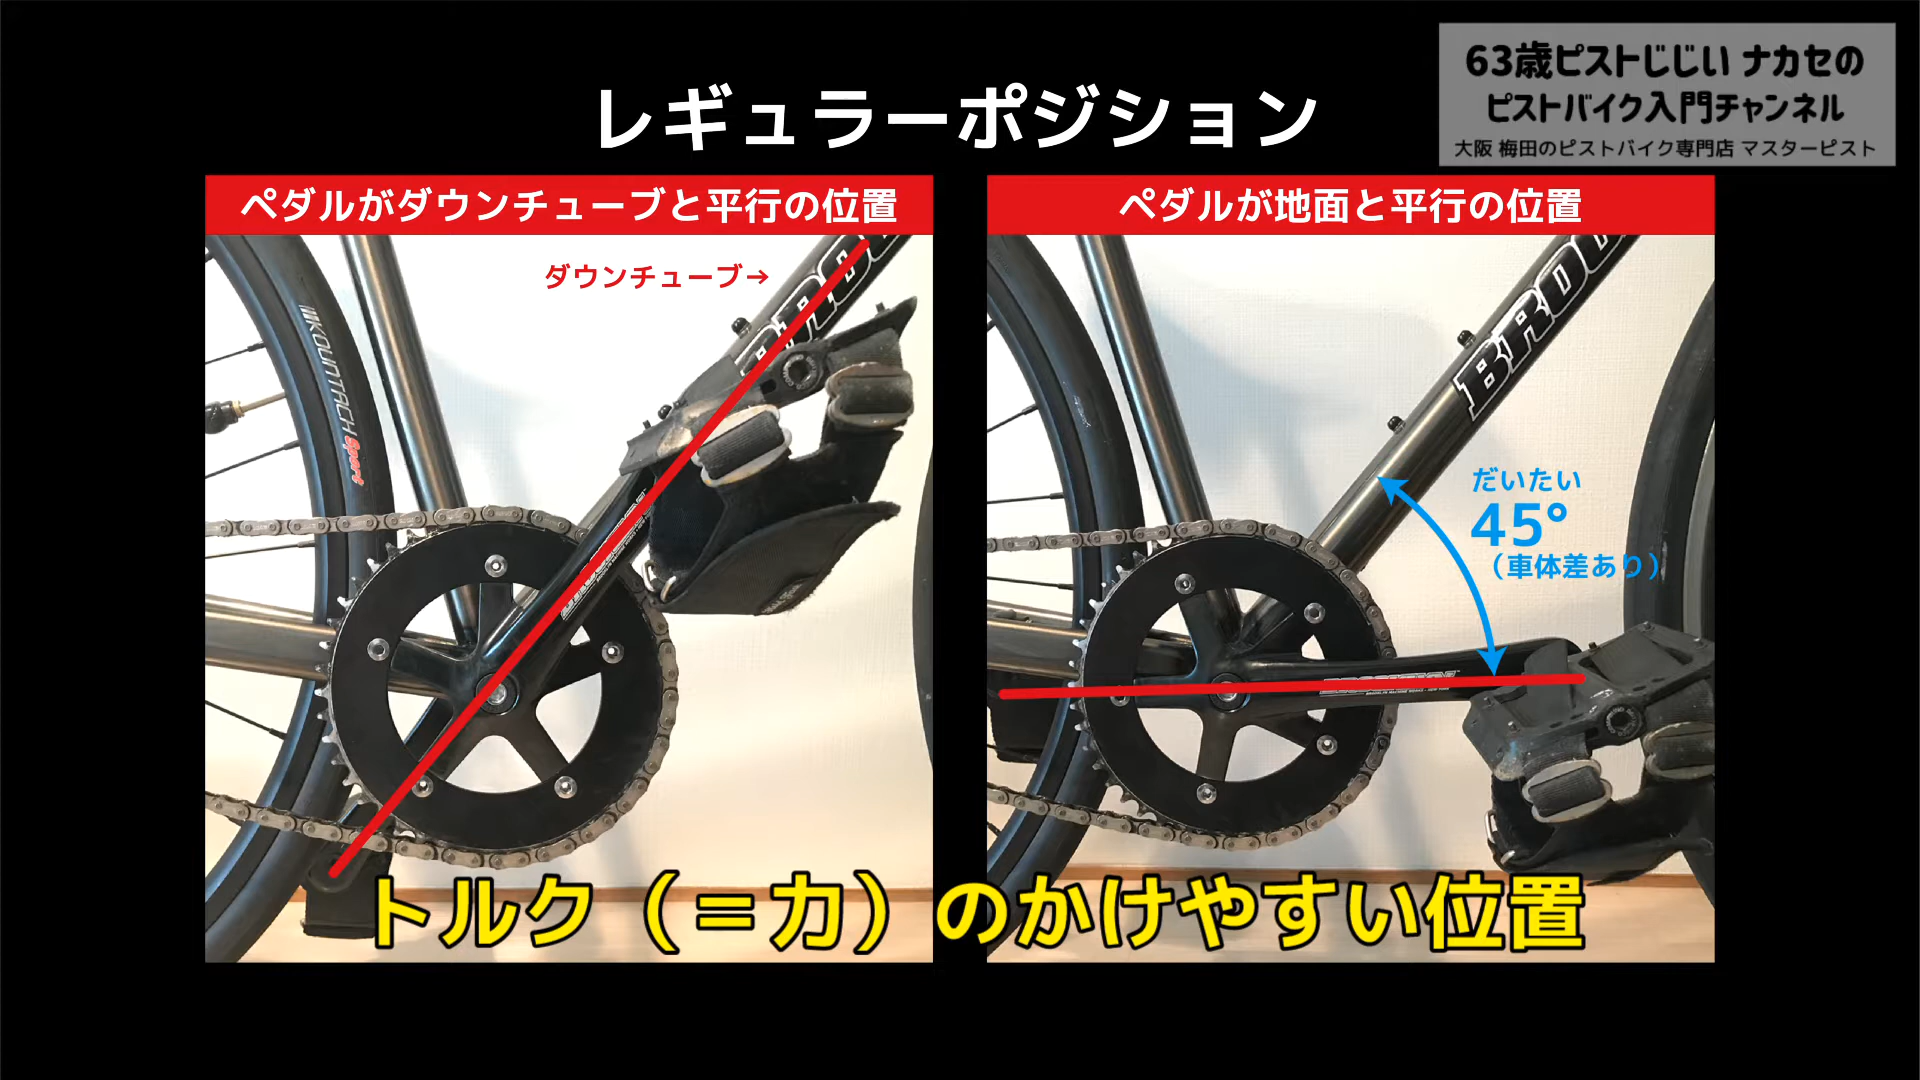 レギュラーポジション
63歳ピストじじい ナカセの
ピストバイク入門チャンネル
大阪 梅田のピストバイク専門店 マスターピスト
ペダルがダウンチューブと平行の位置
ダウンチューブ→
KOUNTACH Sport
ペダルが地面と平行の位置
だいたい
45°
（車体差あり）
トルク（＝力）のかけやすい位置